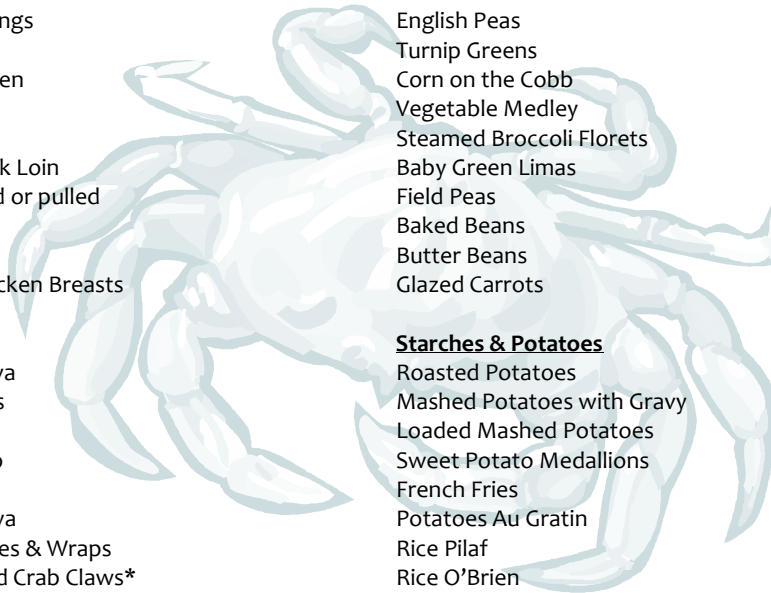 ngs
en
k Loin
d or pulled
cken Breasts
ya
s
o
ya
es & Wraps
d Crab Claws*
English Peas
Turnip Greens
Corn on the Cobb
Vegetable Medley
Steamed Broccoli Florets
Baby Green Limas
Field Peas
Baked Beans
Butter Beans
Glazed Carrots
Starches & Potatoes
Roasted Potatoes
Mashed Potatoes with Gravy
Loaded Mashed Potatoes
Sweet Potato Medallions
French Fries
Potatoes Au Gratin
Rice Pilaf
Rice O’Brien